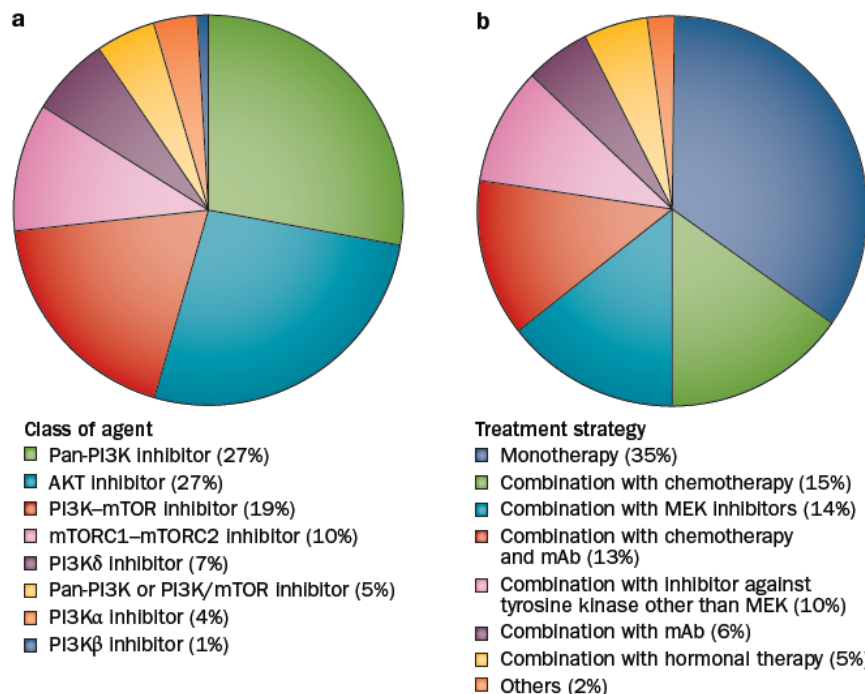 a
Class of agent
Pan-PI3K inhibitor (27%)
AKT inhibitor (27%)
PI3K–mTOR inhibitor (19%)
mTORC1–mTORC2 inhibitor (10%)
PI3Kδ inhibitor (7%)
Pan-PI3K or PI3K/mTOR inhibitor (5%)
PI3Kα inhibitor (4%)
PI3Kβ inhibitor (1%)
b
Treatment strategy
Monotherapy (35%)
Combination with chemotherapy (15%)
Combination with MEK inhibitors (14%)
Combination with chemotherapy
and mAb (13%)
Combination with inhibitor against
tyrosine kinase other than MEK (10%)
Combination with mAb (6%)
Combination with hormonal therapy (5%)
Others (2%)